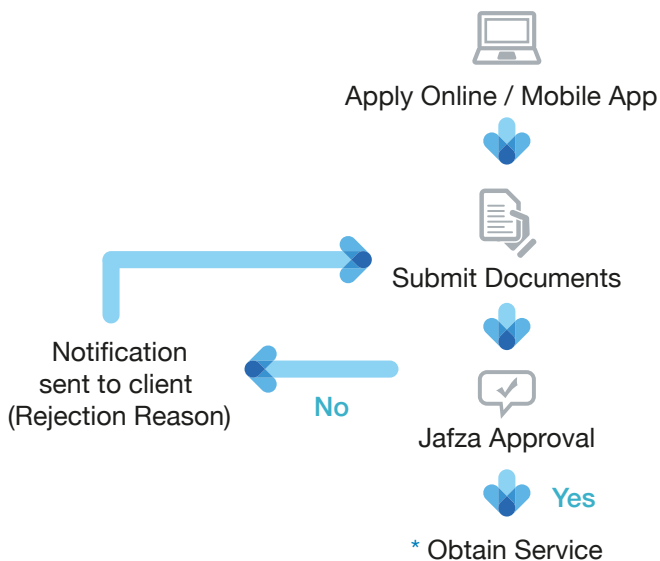 Apply Online / Mobile App
Submit Documents
Notification
sent to client
(Rejection Reason)
No
Jafza Approval
Yes
* Obtain Service